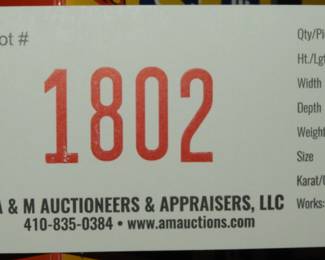 ot #
1802
A & M AUCTIONEERS & APPRAISERS, LLC
410-835-0384 • www.amauctions.com
Qty/Pi
Ht./Lgt
Width
Depth
Weight
Size
Karat/
Works: